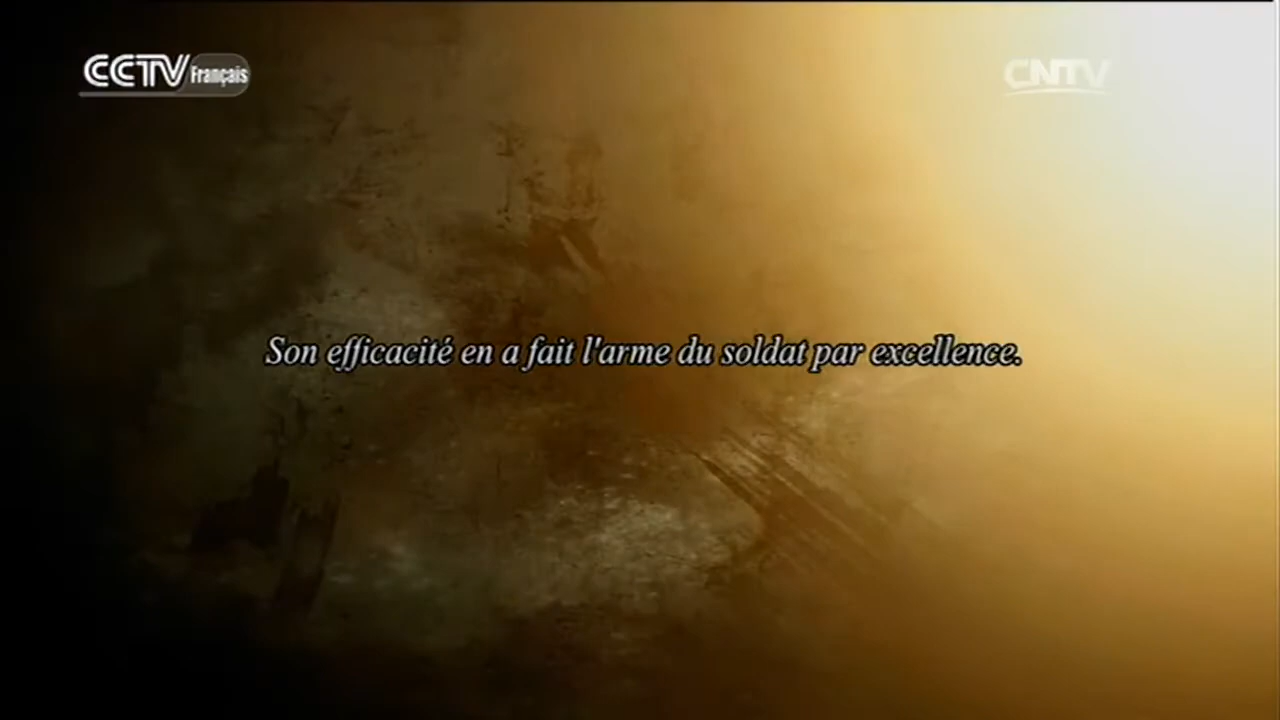 CCTV Français
CNTV
Son efficacité en a fait l'arme du soldat par excellence.